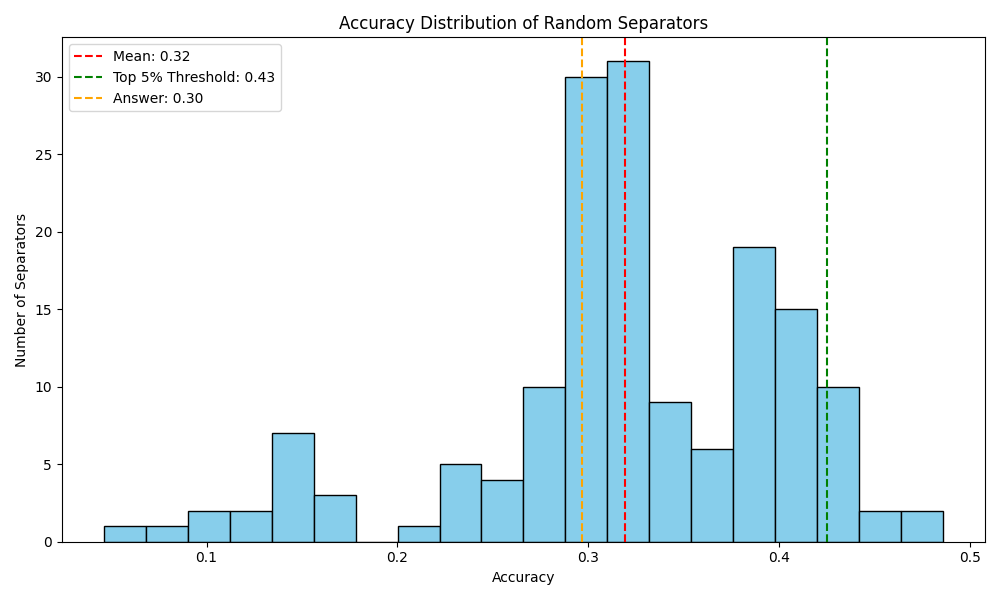 Accuracy Distribution of Random Separators
Mean: 0.32
Top 5% Threshold: 0.43
Answer: 0.30
30
25
20
15
10
5
0
Number of Separators
0.1 0.2 0.3 0.4 0.5
Accuracy